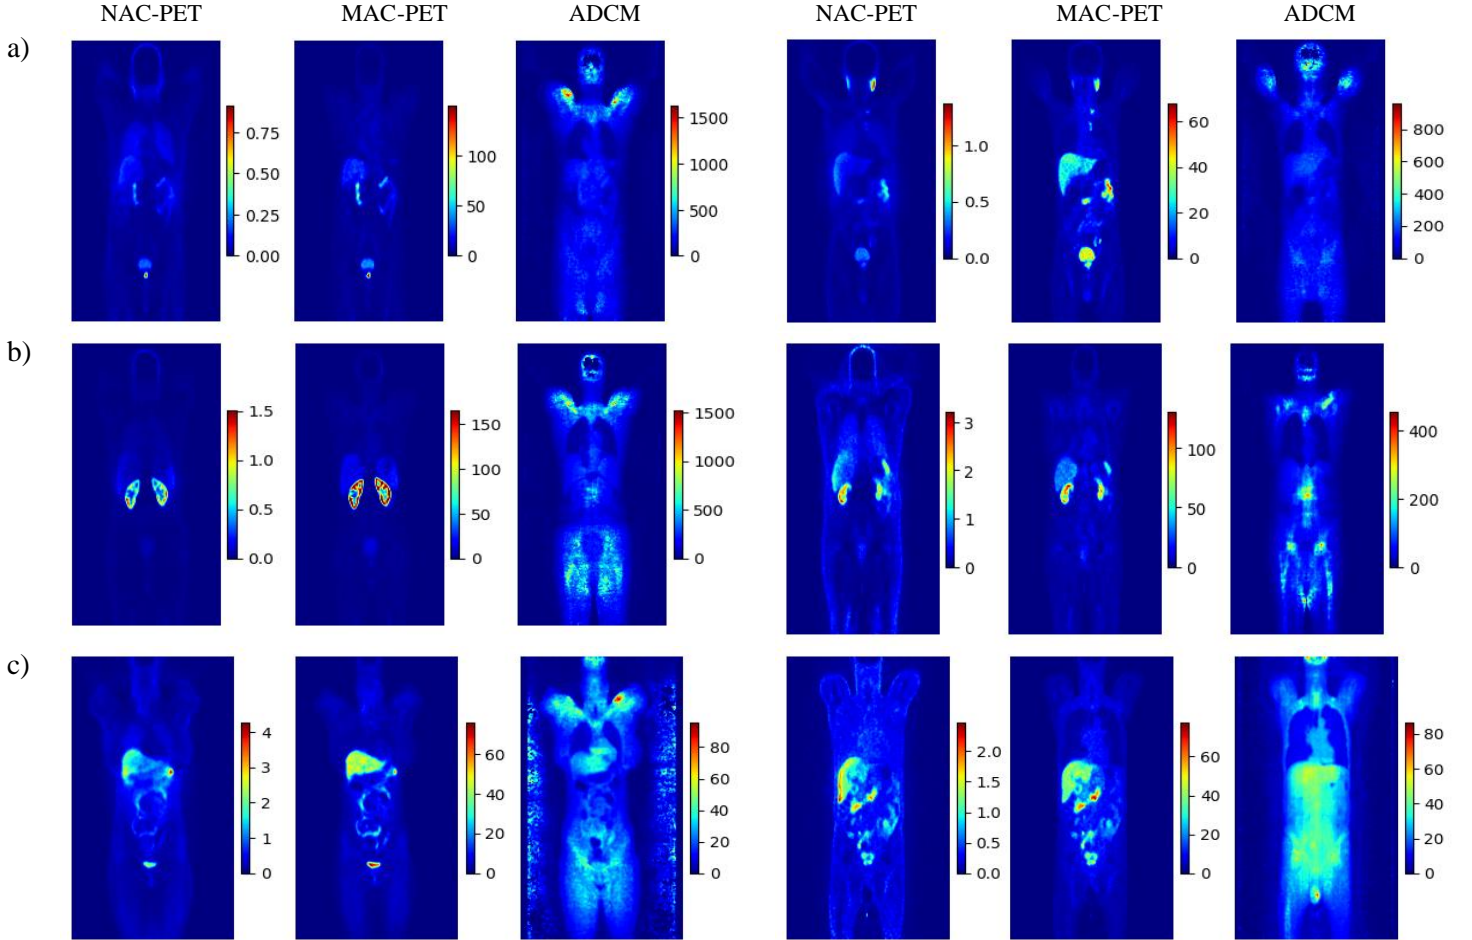 NAC-PET MAC-PET ADCM NAC-PET MAC-PET ADCM
a)
0.75 0.50 0.25 0.00
100 50 0
1500 1000 500 0
1.0 0.5 0.0
60 40 20 0
800 600 400 200 0
b)
1.5 1.0 0.5 0.0
150 100 50 0
1500 1000 500 0
3 2 1 0
100 50 0
400 200 0
c)
4 3 2 1 0
60 40 20 0
80 60 40 20 0
2.0 1.5 1.0 0.5 0.0
60 40 20 0
80 60 40 20 0